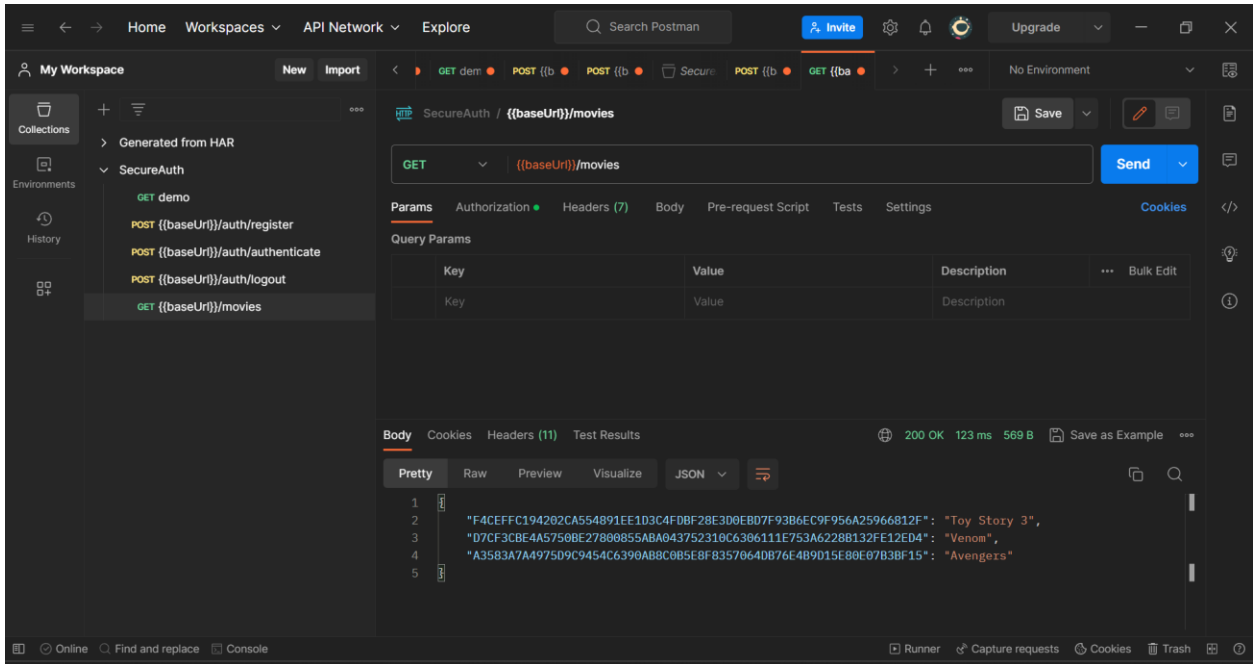 Home Workspaces API Network Explore Search Postman Invite Upgrade
My Workspace New Import GET dem POST {{b POST {{b Secure POST {{b GET {{ba No Environment
Collections
Environments
History
Generated from HAR
SecureAuth
GET demo
POST {{baseUrl}}/auth/register
POST {{baseUrl}}/auth/authenticate
POST {{baseUrl}}/auth/logout
GET {{baseUrl}}/movies
HTTP SecureAuth / {{baseUrl}}/movies Save
GET {{baseUrl}}/movies Send
Params Authorization Headers (7) Body Pre-request Script Tests Settings Cookies
Query Params
Key Value Description Bulk Edit
Key Value Description
Body Cookies Headers (11) Test Results 200 OK 123 ms 569 B Save as Example
Pretty Raw Preview Visualize JSON
1 {
2 "F4CEFFC194202CA554891EE1D3C4FDBF28E3D0EBD7F93B6EC9F956A25966812F": "Toy Story 3",
3 "D7CF3CBE4A5750BE27800855ABA043752310C6306111E753A6228B132FE12ED4": "Venom",
4 "A3583A7A4975D9C9454C6390AB8C0B5E8F8357064DB76E4B9D15E80E07B3BF15": "Avengers"
5 }
Online Find and replace Console Runner Capture requests Cookies Trash